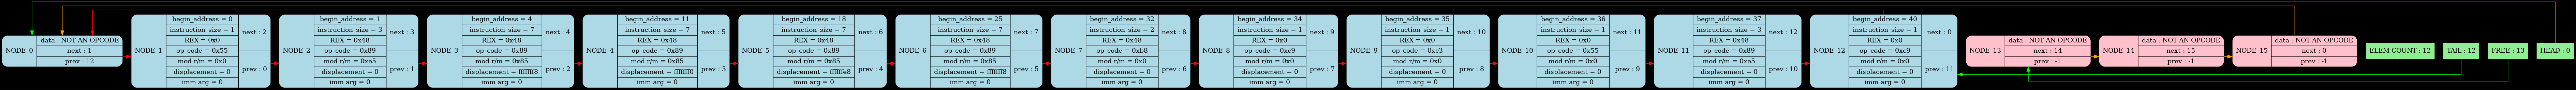 NODE_0
data : NOT AN OPCODE
next : 1
prev : 12
NODE_1
begin_address = 0
instruction_size = 1
REX = 0x0
op_code = 0x55
mod r/m = 0x0
displacement = 0
imm arg = 0
next : 2
prev : 0
NODE_2
begin_address = 1
instruction_size = 3
REX = 0x48
op_code = 0x89
mod r/m = 0xe5
displacement = 0
imm arg = 0
next : 3
prev : 1
NODE_3
begin_address = 4
instruction_size = 7
REX = 0x48
op_code = 0x89
mod r/m = 0x85
displacement = fffffff8
imm arg = 0
next : 4
prev : 2
NODE_4
begin_address = 11
instruction_size = 7
REX = 0x48
op_code = 0x89
mod r/m = 0x85
displacement = fffffff0
imm arg = 0
next : 5
prev : 3
NODE_5
begin_address = 18
instruction_size = 7
REX = 0x48
op_code = 0x89
mod r/m = 0x85
displacement = ffffffe8
imm arg = 0
next : 6
prev : 4
NODE_6
begin_address = 25
instruction_size = 7
REX = 0x48
op_code = 0x89
mod r/m = 0x85
displacement = fffffff8
imm arg = 0
next : 7
prev : 5
NODE_7
begin_address = 32
instruction_size = 2
REX = 0x48
op_code = 0xb8
mod r/m = 0x0
displacement = 0
imm arg = 0
next : 8
prev : 6
NODE_8
begin_address = 34
instruction_size = 1
REX = 0x0
op_code = 0xc9
mod r/m = 0x0
displacement = 0
imm arg = 0
next : 9
prev : 7
NODE_9
begin_address = 35
instruction_size = 1
REX = 0x0
op_code = 0xc3
mod r/m = 0x0
displacement = 0
imm arg = 0
next : 10
prev : 8
NODE_10
begin_address = 36
instruction_size = 1
REX = 0x0
op_code = 0x55
mod r/m = 0x0
displacement = 0
imm arg = 0
next : 11
prev : 9
NODE_11
begin_address = 37
instruction_size = 3
REX = 0x48
op_code = 0x89
mod r/m = 0xe5
displacement = 0
imm arg = 0
next : 12
prev : 10
NODE_12
begin_address = 40
instruction_size = 1
REX = 0x0
op_code = 0xc9
mod r/m = 0x0
displacement = 0
imm arg = 0
next : 0
prev : 11
NODE_13
data : NOT AN OPCODE
next : 14
prev : -1
NODE_14
data : NOT AN OPCODE
next : 15
prev : -1
NODE_15
data : NOT AN OPCODE
next : 0
prev : -1
ELEM COUNT : 12
TAIL : 12
FREE : 13
HEAD : 0